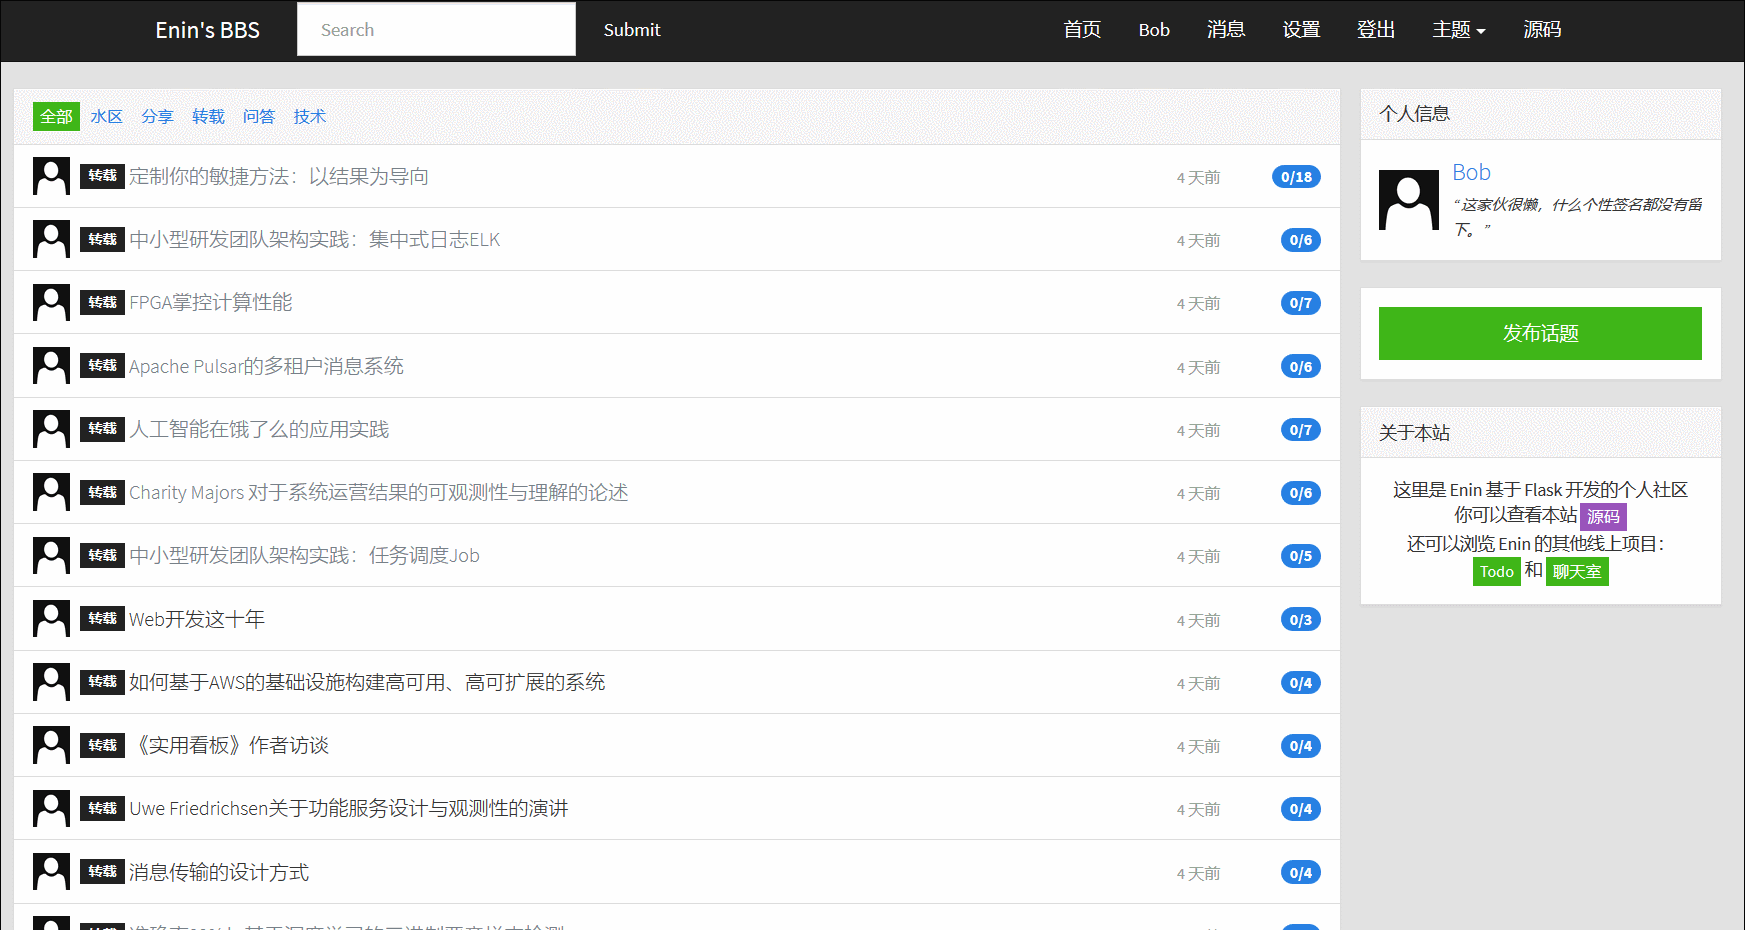 Enin's BBS Search Submit 首页 Bob 消息 设置 登出 主题 源码
全部 水区 分享 转载 问答 技术
转载 定制你的敏捷方法：以结果为导向 4 天前 0/18
转载 中小型研发团队架构实践：集中式日志ELK 4 天前 0/6
转载 FPGA掌控计算性能 4 天前 0/7
转载 Apache Pulsar的多租户消息系统 4 天前 0/6
转载 人工智能在饿了么的应用实践 4 天前 0/7
转载 Charity Majors 对于系统运营结果的可观测性与理解的论述 4 天前 0/6
转载 中小型研发团队架构实践：任务调度Job 4 天前 0/5
转载 Web开发这十年 4 天前 0/3
转载 如何基于AWS的基础设施构建高可用、高可扩展的系统 4 天前 0/4
转载 《实用看板》作者访谈 4 天前 0/4
转载 Uwe Friedrichsen关于功能服务设计与观测性的演讲 4 天前 0/4
转载 消息传输的设计方式 4 天前 0/4
个人信息
Bob
“这家伙很懒，什么个性签名都没有留
下。”
发布话题
关于本站
这里是 Enin 基于 Flask 开发的个人社区
你可以查看本站 源码
还可以浏览 Enin 的其他线上项目：
Todo 和 聊天室